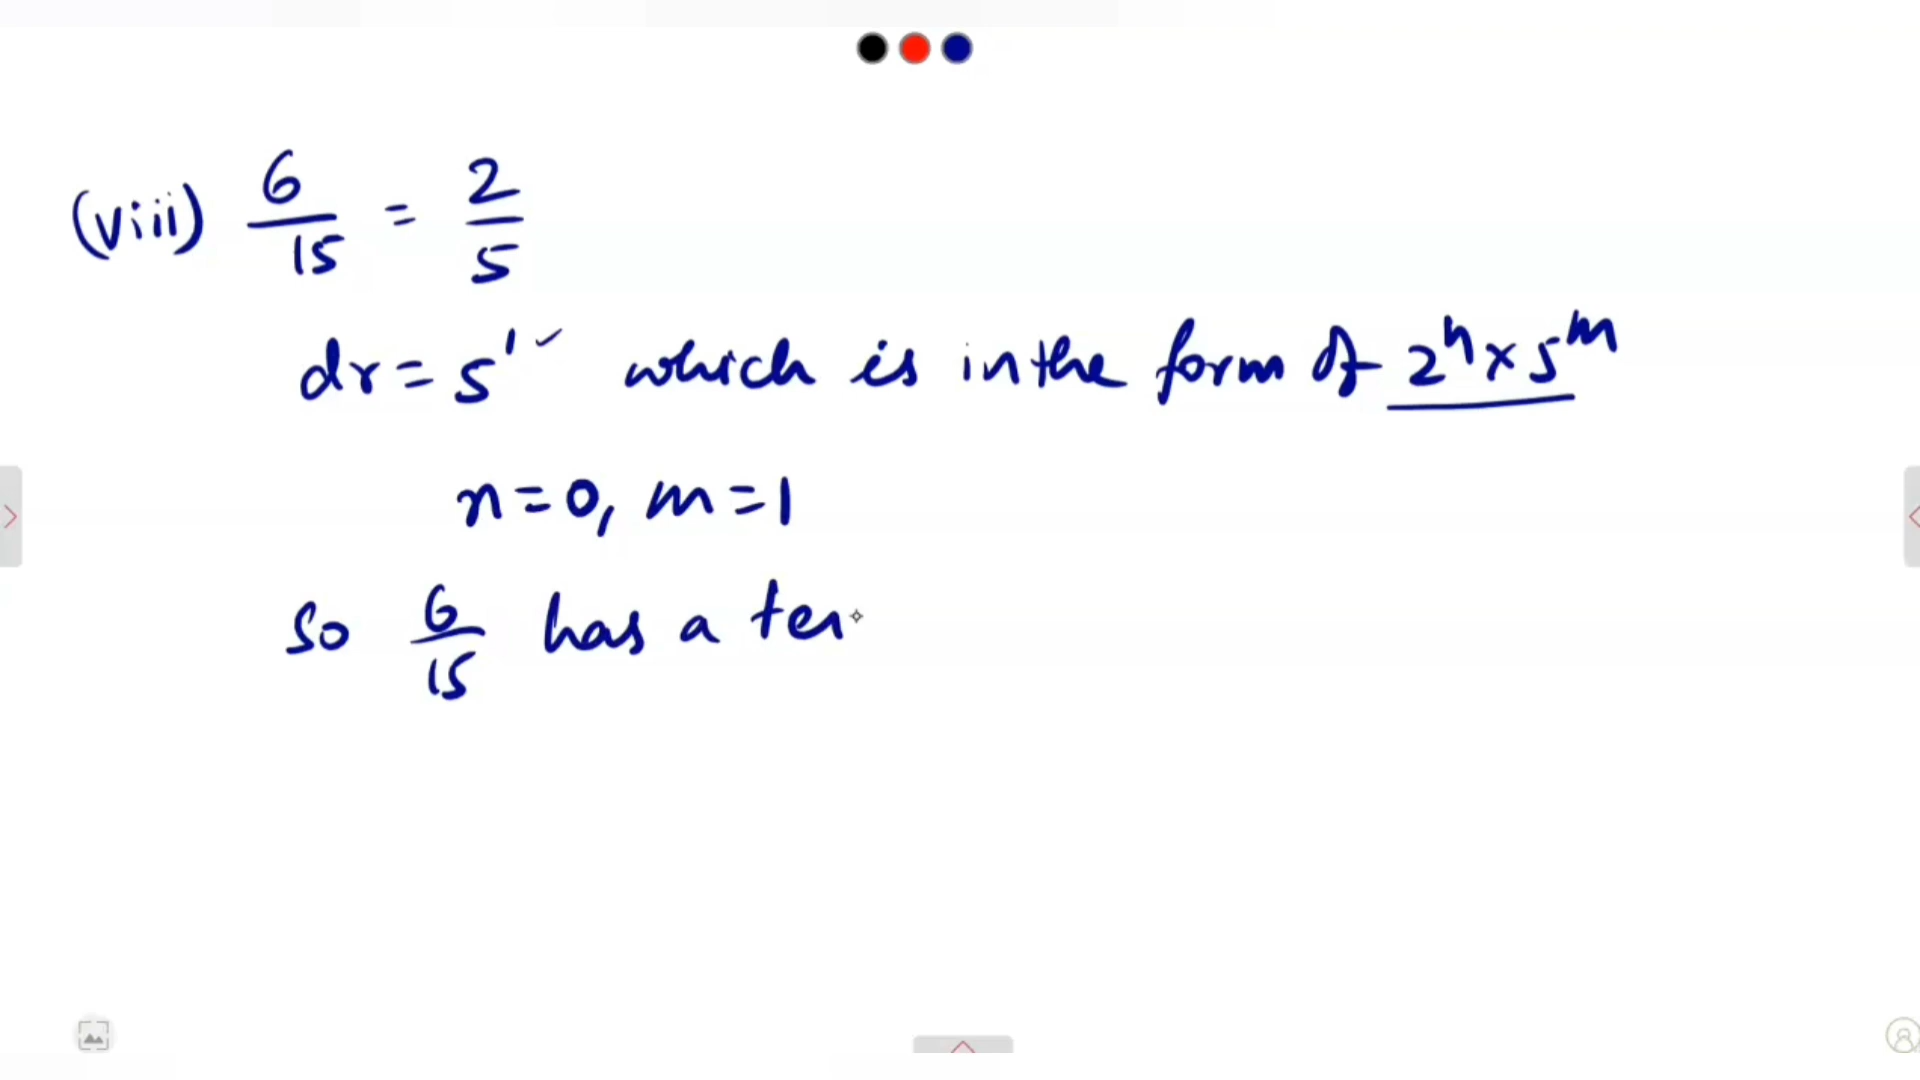 (viii) 6/15 = 2/5
dr = 5¹ ✓ which is in the form of 2ⁿ × 5ᵐ
n = 0, m = 1
So 6/15 has a ter